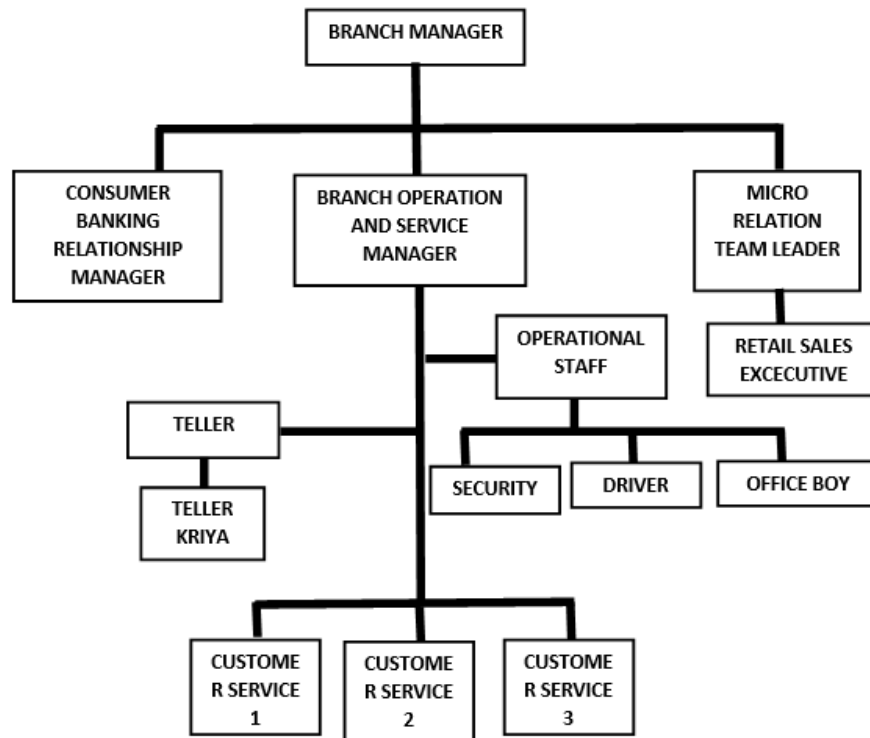 BRANCH MANAGER
CONSUMER
BANKING
RELATIONSHIP
MANAGER
BRANCH OPERATION
AND SERVICE
MANAGER
MICRO
RELATION
TEAM LEADER
OPERATIONAL
STAFF
RETAIL SALES
EXCECUTIVE
TELLER
TELLER
KRIYA
SECURITY
DRIVER
OFFICE BOY
CUSTOME
R SERVICE
1
CUSTOME
R SERVICE
2
CUSTOME
R SERVICE
3